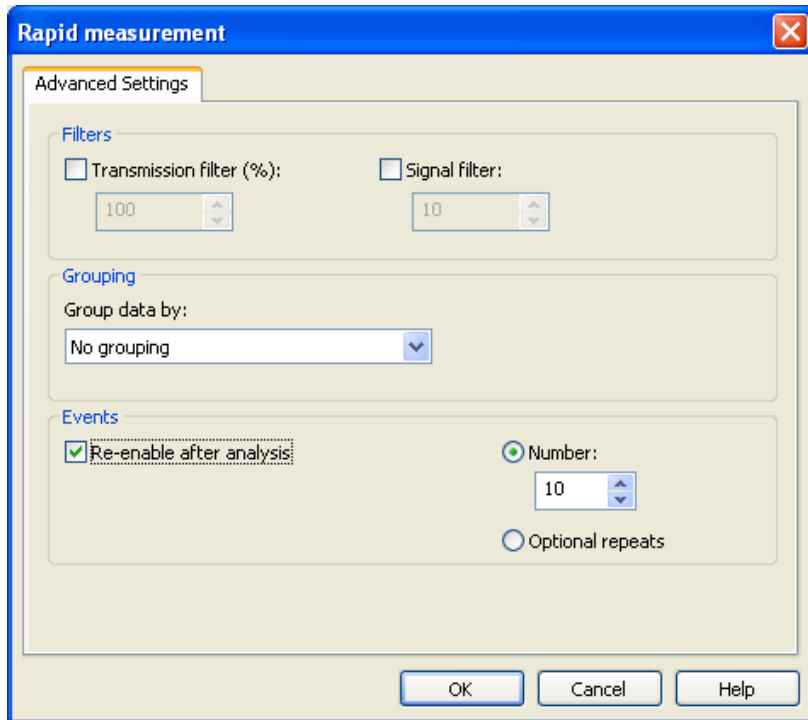 Rapid measurement
Advanced Settings
Filters
Transmission filter (%):
Signal filter:
100
10
Grouping
Group data by:
No grouping
Events
Re-enable after analysis
Number:
10
Optional repeats
OK
Cancel
Help